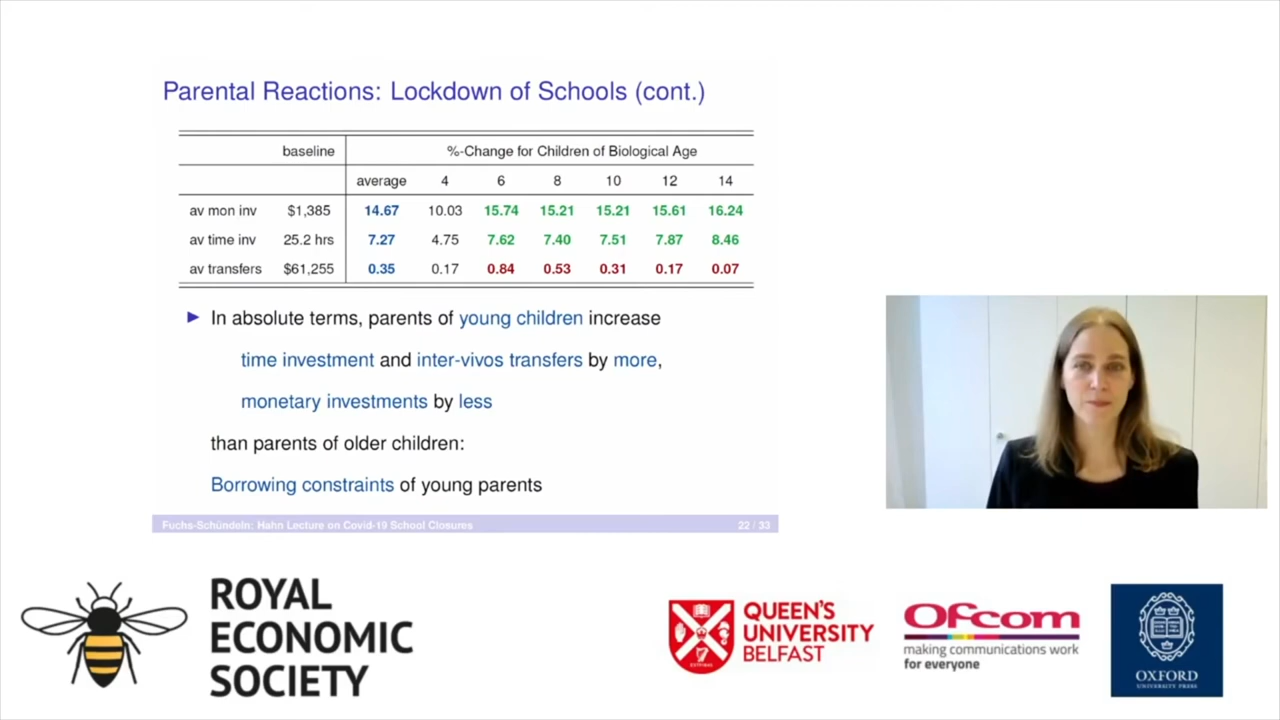 Parental Reactions: Lockdown of Schools (cont.)
baseline %-Change for Children of Biological Age
average 4 6 8 10 12 14
av mon inv $1,385 14.67 10.03 15.74 15.21 15.21 15.61 16.24
av time inv 25.2 hrs 7.27 4.75 7.62 7.40 7.51 7.87 8.46
av transfers $61,255 0.35 0.17 0.84 0.53 0.31 0.17 0.07
In absolute terms, parents of young children increase
time investment and inter-vivos transfers by more,
monetary investments by less
than parents of older children:
Borrowing constraints of young parents
Fuchs-Schündeln: Hahn Lecture on Covid-19 School Closures 22 / 33
ROYAL
ECONOMIC
SOCIETY
QUEEN'S
UNIVERSITY
BELFAST
Ofcom
making communications work
for everyone
OXFORD
UNIVERSITY PRESS